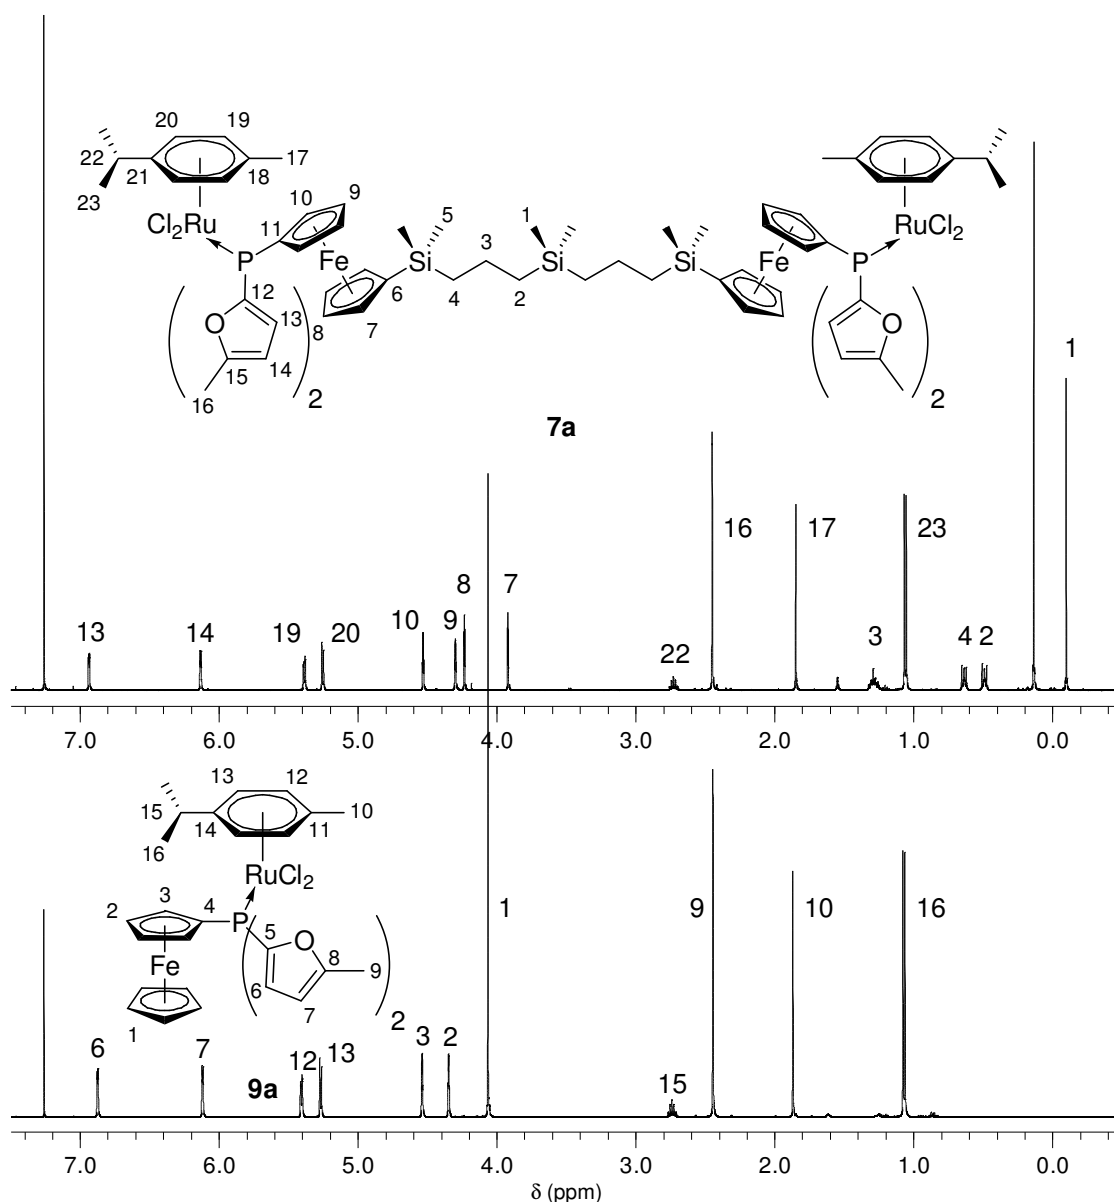 20 19
22 17
21 18
23
10 9
Cl2Ru 11
P Fe
12
O 13 8
7
15 14
16
2
5 1
3
Si Si Si
6 4 2
Fe P
RuCl2
O
2
7a
1
16 17 23
13 14 19 20 10 9 8 7 22 3 4 2
7.0 6.0 5.0 4.0 3.0 2.0 1.0 0.0
13 12
15 10
14 11
16
RuCl2
3
2 4 P
5 O
Fe 8 9
6 7
1 2
9a
1 9 10 16
6 7 12 13 3 2 15
7.0 6.0 5.0 4.0 3.0 2.0 1.0 0.0
δ (ppm)